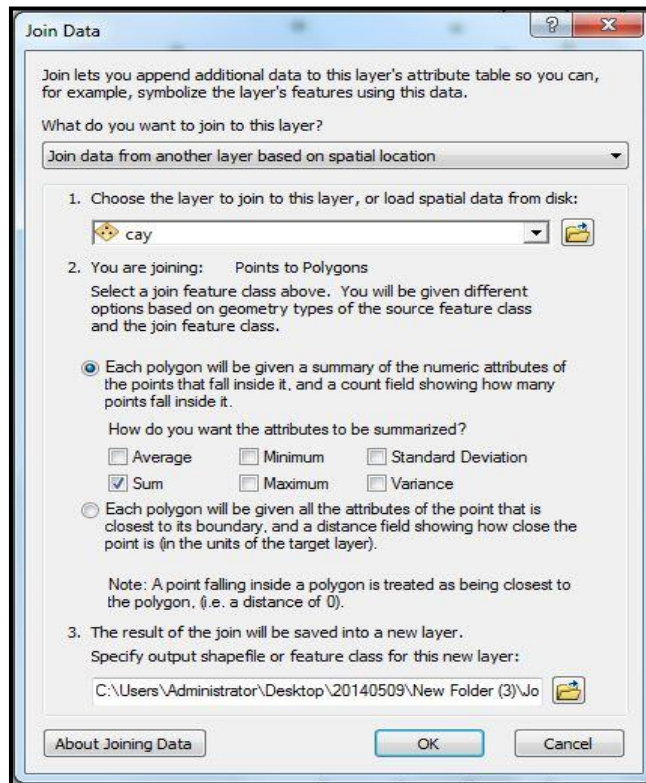 Join Data
Join lets you append additional data to this layer's attribute table so you can,
for example, symbolize the layer's features using this data.
What do you want to join to this layer?
Join data from another layer based on spatial location
1. Choose the layer to join to this layer, or load spatial data from disk:
cay
2. You are joining: Points to Polygons
Select a join feature class above. You will be given different
options based on geometry types of the source feature class
and the join feature class.
Each polygon will be given a summary of the numeric attributes of
the points that fall inside it, and a count field showing how many
points fall inside it.
How do you want the attributes to be summarized?
Average Minimum Standard Deviation
Sum Maximum Variance
Each polygon will be given all the attributes of the point that is
closest to its boundary, and a distance field showing how close the
point is (in the units of the target layer).
Note: A point falling inside a polygon is treated as being closest to
the polygon, (i.e. a distance of 0).
3. The result of the join will be saved into a new layer.
Specify output shapefile or feature class for this new layer:
C:\Users\Administrator\Desktop\20140509\New Folder (3)\Jo
About Joining Data OK Cancel